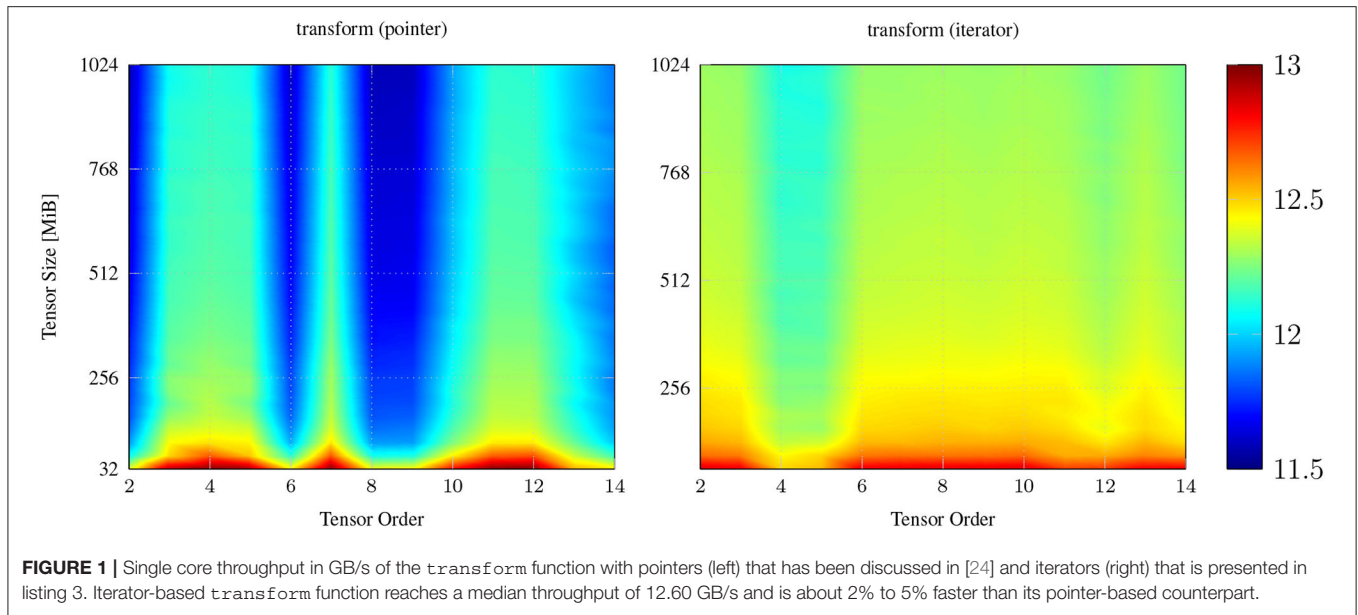 transform (pointer)
transform (iterator)
Tensor Size [MiB]
1024
768
512
256
32
2 4 6 8 10 12 14
Tensor Order
1024
768
512
256
2 4 6 8 10 12 14
Tensor Order
13
12.5
12
11.5
FIGURE 1 | Single core throughput in GB/s of the transform function with pointers (left) that has been discussed in [24] and iterators (right) that is presented in
listing 3. Iterator-based transform function reaches a median throughput of 12.60 GB/s and is about 2% to 5% faster than its pointer-based counterpart.